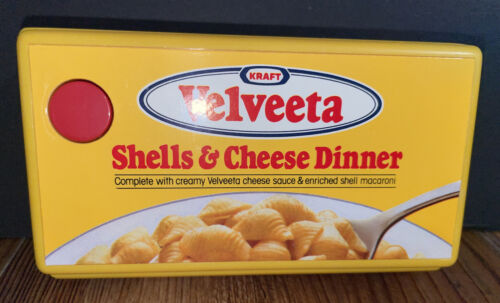 KRAFT
Velveeta
Shells & Cheese Dinner
Complete with creamy Velveeta cheese sauce & enriched shell macaroni